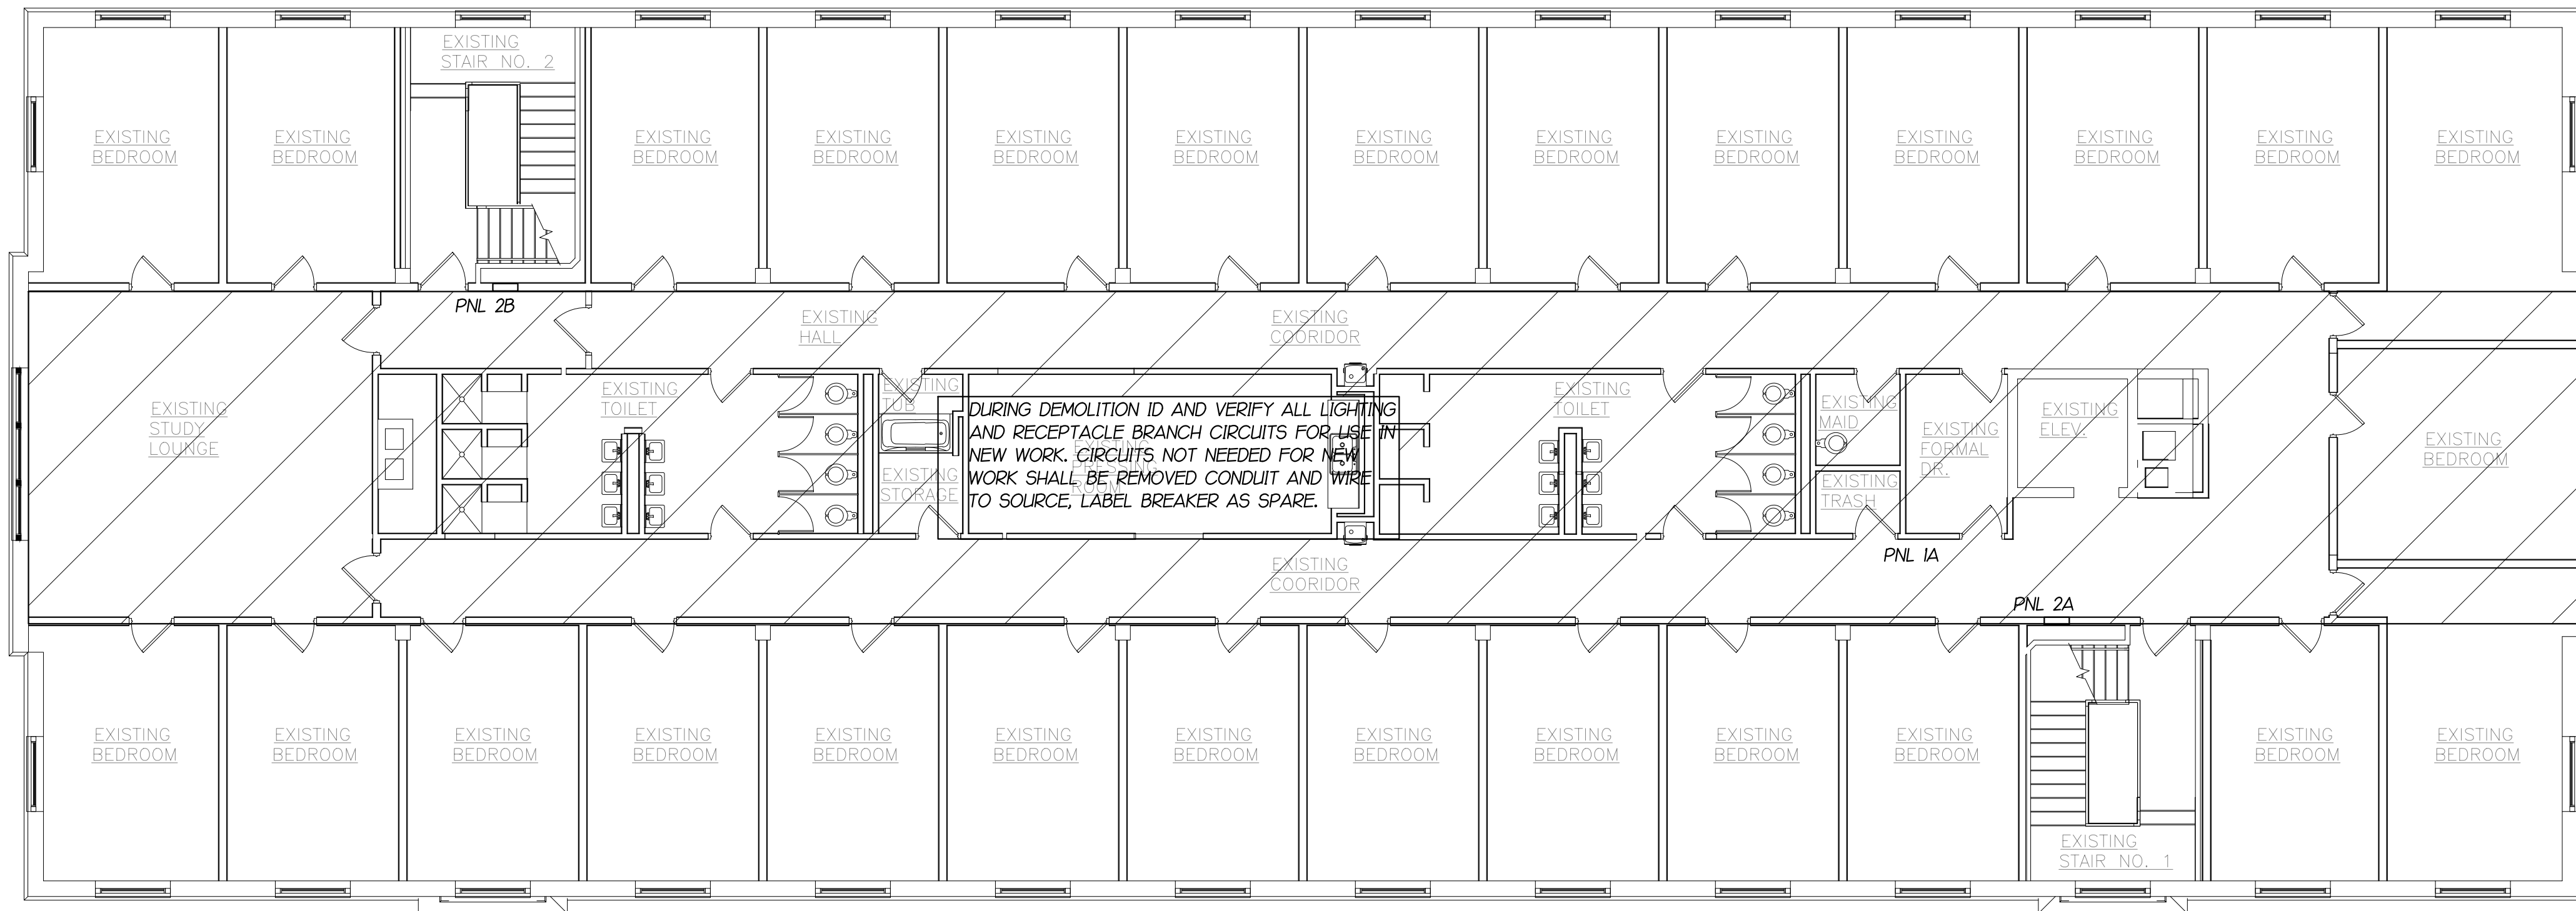 EXISTING
STAIR NO. 2
EXISTING
BEDROOM
EXISTING
BEDROOM
EXISTING
BEDROOM
EXISTING
BEDROOM
EXISTING
BEDROOM
EXISTING
BEDROOM
EXISTING
BEDROOM
EXISTING
BEDROOM
EXISTING
BEDROOM
EXISTING
BEDROOM
EXISTING
BEDROOM
EXISTING
BEDROOM
EXISTING
BEDROOM
PNL 2B
EXISTING
HALL
EXISTING
COORIDOR
EXISTING
STUDY
LOUNGE
EXISTING
TOILET
EXISTING
TUB
EXISTING
STORAGE
DURING DEMOLITION ID AND VERIFY ALL LIGHTING
AND RECEPTACLE BRANCH CIRCUITS FOR USE IN
NEW WORK. CIRCUITS NOT NEEDED FOR NEW
WORK SHALL BE REMOVED CONDUIT AND WIRE
TO SOURCE, LABEL BREAKER AS SPARE.
EXISTING
PRESSING
ROOM
EXISTING
TOILET
EXISTING
MAID
EXISTING
TRASH
EXISTING
FORMAL
DR.
EXISTING
ELEV.
EXISTING
BEDROOM
PNL 1A
EXISTING
COORIDOR
PNL 2A
EXISTING
BEDROOM
EXISTING
BEDROOM
EXISTING
BEDROOM
EXISTING
BEDROOM
EXISTING
BEDROOM
EXISTING
BEDROOM
EXISTING
BEDROOM
EXISTING
BEDROOM
EXISTING
BEDROOM
EXISTING
BEDROOM
EXISTING
BEDROOM
EXISTING
BEDROOM
EXISTING
BEDROOM
EXISTING
STAIR NO. 1